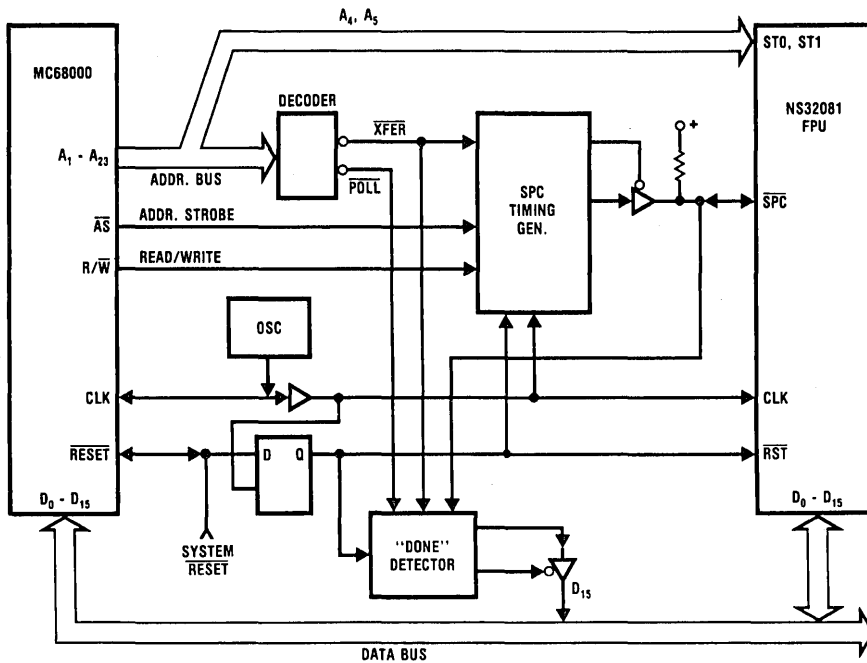 A4, A5
MC68000
ST0, ST1
NS32081
FPU
DECODER
XFER
POLL
A1 - A23
ADDR. BUS
SPC
TIMING
GEN.
+
SPC
AS
ADDR. STROBE
R/W
READ/WRITE
OSC
CLK
CLK
RESET
D Q
RST
D0 - D15
SYSTEM
RESET
"DONE"
DETECTOR
D15
D0 - D15
DATA BUS